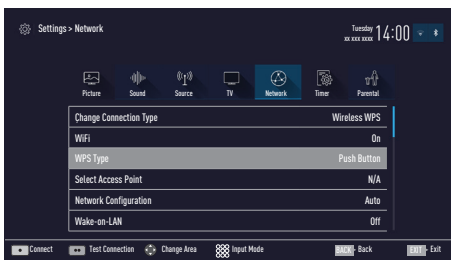 Settings > Network
Tuesday 14:00
xx xxx xxxx
Picture Sound Source TV Network Timer Parental
Change Connection Type Wireless WPS
WiFi On
WPS Type Push Button
Select Access Point N/A
Network Configuration Auto
Wake-on-LAN Off
Connect Test Connection Change Area Input Mode BACK - Back EXIT - Exit